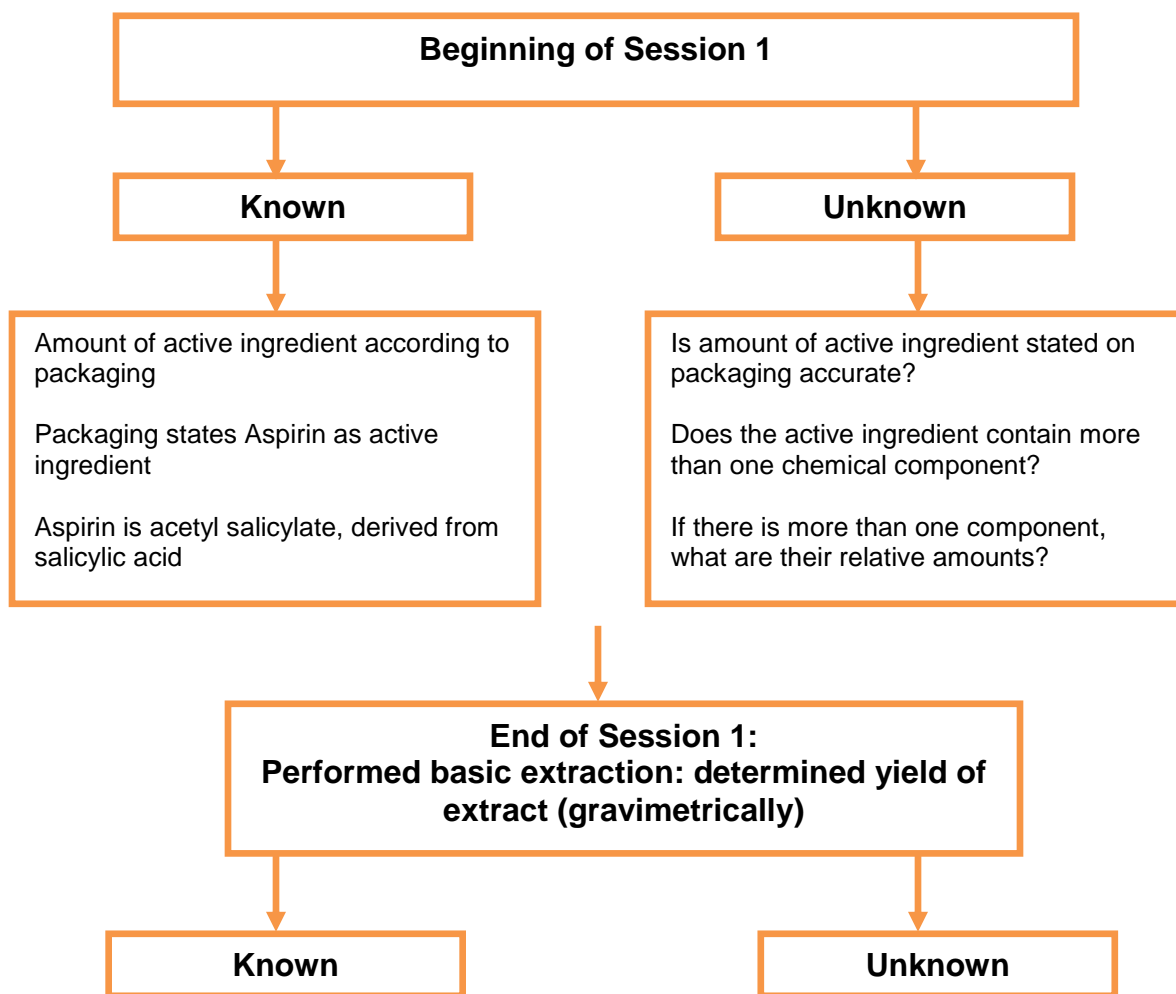 Beginning of Session 1
Known
Unknown
Amount of active ingredient according to
packaging
Packaging states Aspirin as active
ingredient
Aspirin is acetyl salicylate, derived from
salicylic acid
Is amount of active ingredient stated on
packaging accurate?
Does the active ingredient contain more
than one chemical component?
If there is more than one component,
what are their relative amounts?
End of Session 1:
Performed basic extraction: determined yield of
extract (gravimetrically)
Known
Unknown